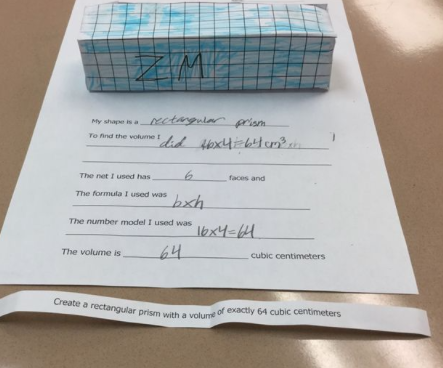 ZM
My shape is a rectangular prism
To find the volume I did 16x4=64 cm³
The net I used has 6 faces and
The formula I used was bxh
The number model I used was 16x4=64
The volume is 64 cubic centimeters
Create a rectangular prism with a volume of exactly 64 cubic centimeters